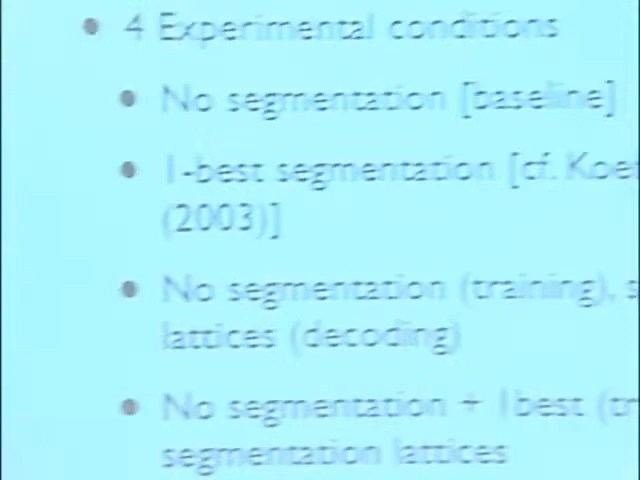 4 Experimental conditions
No segmentation [baseline]
1-best segmentation [cf.
(2003)]
No segmentation (training),
lattices (decoding)
No segmentation + 1best
segmentation lattices